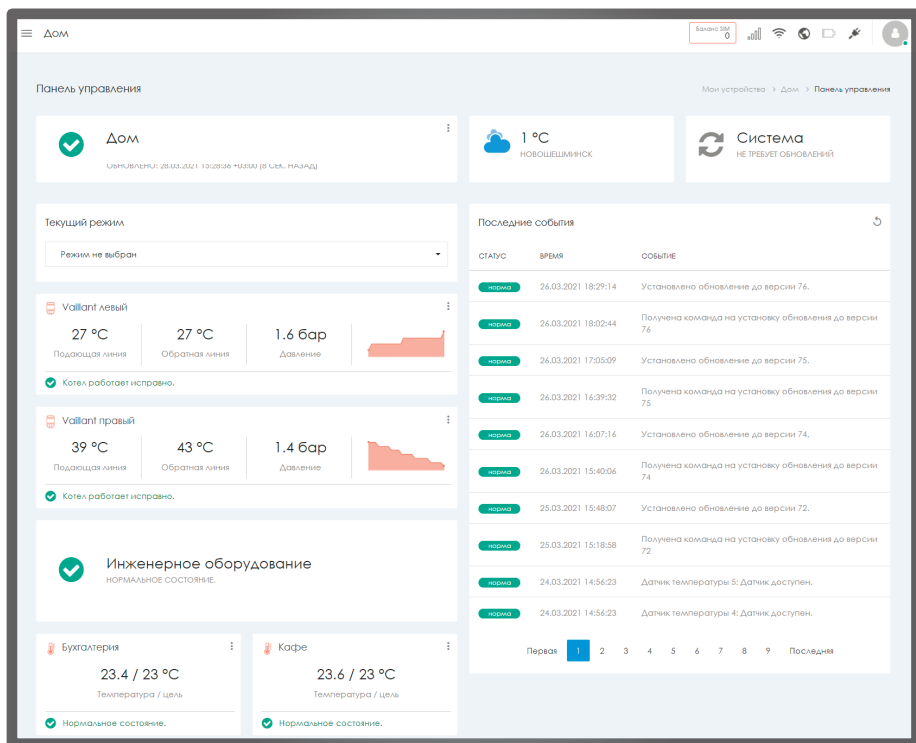 Дом
Баланс SIM
0
Панель управления
Мои устройства > Дом > Панель управления
Дом
ОБНОВЛЕНО: 28.03.2021 15:28:36 +03:00 (8 СЕК. НАЗАД)
1 °C
НОВОШЕШМИНСК
Система
НЕ ТРЕБУЕТ ОБНОВЛЕНИЙ
Текущий режим
Режим не выбран
Vaillant левый
27 °C 27 °C 1.6 бар
Подающая линия Обратная линия Давление
Котел работает исправно.
Vaillant правый
39 °C 43 °C 1.4 бар
Подающая линия Обратная линия Давление
Котел работает исправно.
Инженерное оборудование
НОРМАЛЬНОЕ СОСТОЯНИЕ.
Бухгалтерия
23.4 / 23 °C
Температура / цель
Нормальное состояние.
Кафе
23.6 / 23 °C
Температура / цель
Нормальное состояние.
Последние события
СТАТУС ВРЕМЯ СОБЫТИЕ
норма 26.03.2021 18:29:14 Установлено обновление до версии 76.
норма 26.03.2021 18:02:44 Получена команда на установку обновления до версии
76
норма 26.03.2021 17:05:09 Установлено обновление до версии 75.
норма 26.03.2021 16:39:32 Получена команда на установку обновления до версии
75
норма 26.03.2021 16:07:16 Установлено обновление до версии 74.
норма 26.03.2021 15:40:06 Получена команда на установку обновления до версии
74
норма 25.03.2021 15:48:07 Установлено обновление до версии 72.
норма 25.03.2021 15:18:58 Получена команда на установку обновления до версии
72
норма 24.03.2021 14:56:23 Датчик температуры 5: Датчик доступен.
норма 24.03.2021 14:56:23 Датчик температуры 4: Датчик доступен.
Первая 1 2 3 4 5 6 7 8 9 Последняя